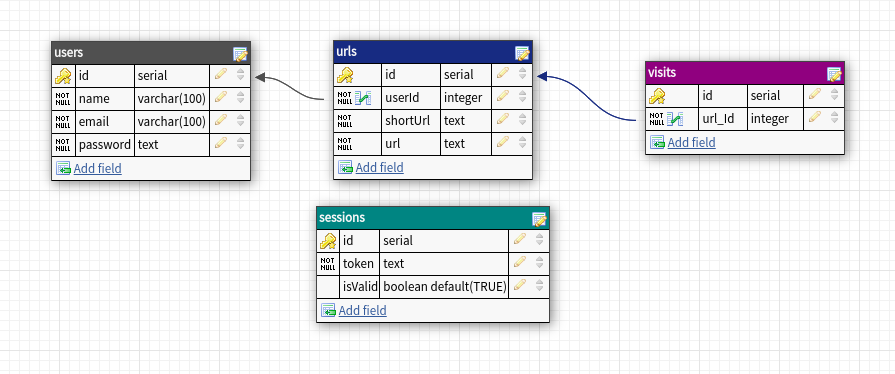 users
id serial
NOT NULL name varchar(100)
NOT NULL email varchar(100)
NOT NULL password text
Add field
urls
id serial
NOT NULL userId integer
NOT NULL shortUrl text
NOT NULL url text
Add field
visits
id serial
NOT NULL url_Id integer
Add field
sessions
id serial
NOT NULL token text
isValid boolean default(TRUE)
Add field